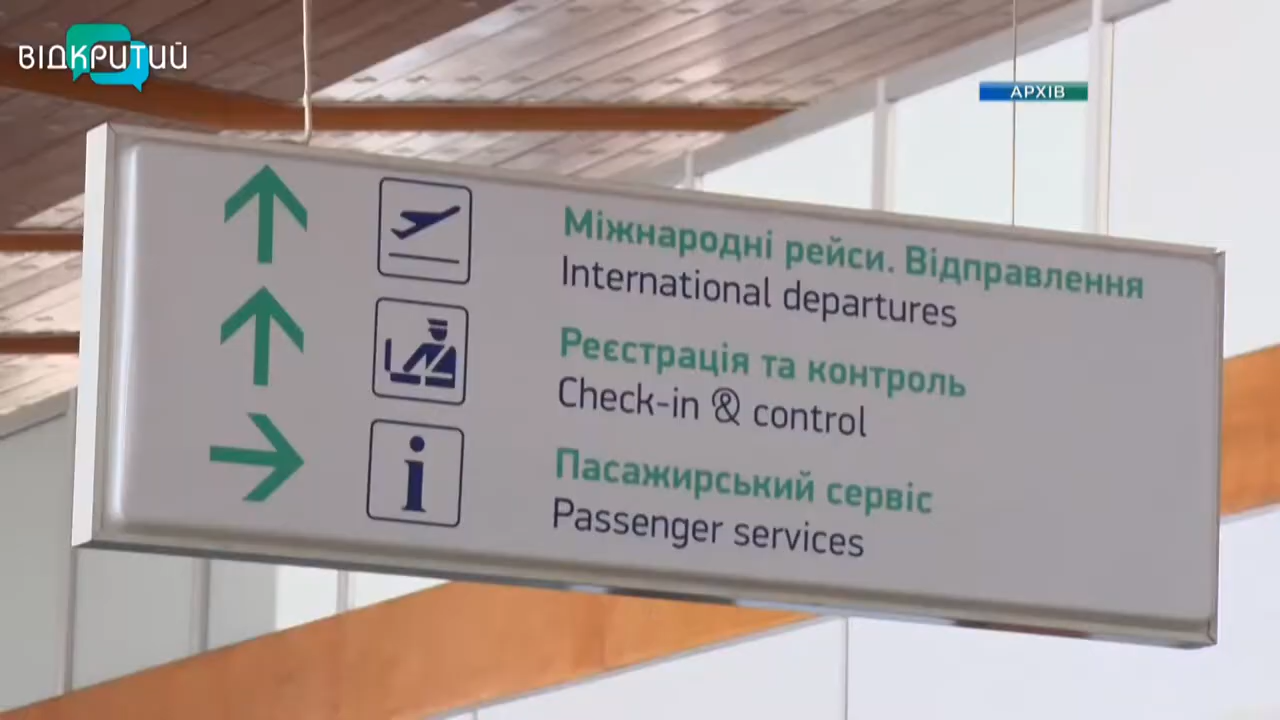 ВІДКРИТИЙ
АРХІВ
Міжнародні рейси. Відправлення
International departures
Реєстрація та контроль
Check-in & control
i
Пасажирський сервіс
Passenger services